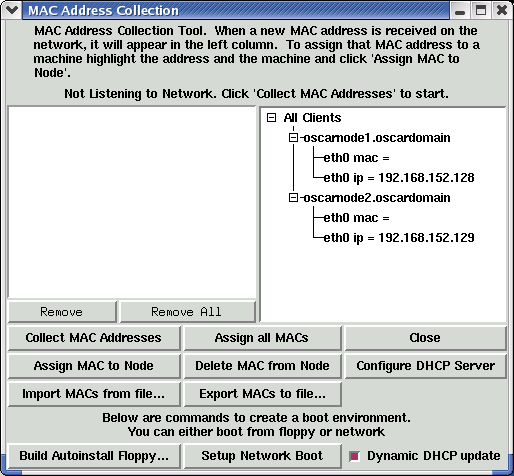 MAC Address Collection
MAC Address Collection Tool. When a new MAC address is received on the
network, it will appear in the left column. To assign that MAC address to a
machine highlight the address and the machine and click 'Assign MAC to
Node'.
Not Listening to Network. Click 'Collect MAC Addresses' to start.
All Clients
oscarnode1.oscardomain
eth0 mac =
eth0 ip = 192.168.152.128
oscarnode2.oscardomain
eth0 mac =
eth0 ip = 192.168.152.129
Remove Remove All
Collect MAC Addresses Assign all MACs Close
Assign MAC to Node Delete MAC from Node Configure DHCP Server
Import MACs from file... Export MACs to file...
Below are commands to create a boot environment.
You can either boot from floppy or network
Build Autoinstall Floppy... Setup Network Boot Dynamic DHCP update